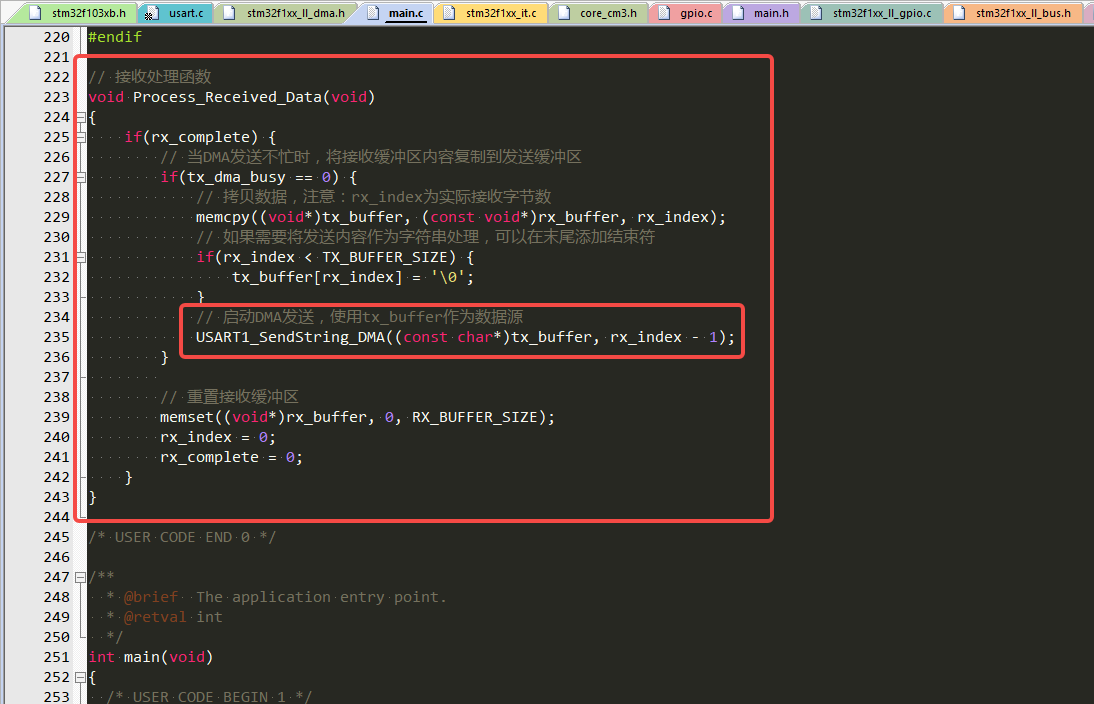 stm32f103xb.h usart.c stm32f1xx_ll_dma.h main.c stm32f1xx_it.c core_cm3.h gpio.c main.h stm32f1xx_ll_gpio.c stm32f1xx_ll_bus.h
220 #endif
221
222 // 接收处理函数
223 void Process_Received_Data(void)
224 {
225 if(rx_complete) {
226 // 当DMA发送不忙时，将接收缓冲区内容复制到发送缓冲区
227 if(tx_dma_busy == 0) {
228 // 拷贝数据，注意：rx_index为实际接收字节数
229 memcpy((void*)tx_buffer, (const void*)rx_buffer, rx_index);
230 // 如果需要将发送内容作为字符串处理，可以在末尾添加结束符
231 if(rx_index < TX_BUFFER_SIZE) {
232 tx_buffer[rx_index] = '\0';
233 }
234 // 启动DMA发送，使用tx_buffer作为数据源
235 USART1_SendString_DMA((const char*)tx_buffer, rx_index - 1);
236 }
237
238 // 重置接收缓冲区
239 memset((void*)rx_buffer, 0, RX_BUFFER_SIZE);
240 rx_index = 0;
241 rx_complete = 0;
242 }
243 }
244
245 /* USER CODE END 0 */
246
247 /**
248 * @brief The application entry point.
249 * @retval int
250 */
251 int main(void)
252 {
253 /* USER CODE BEGIN 1 */